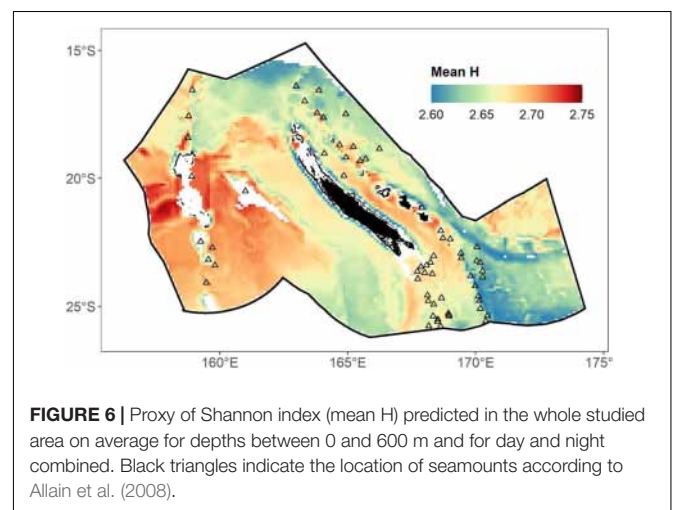 15°S
20°S
25°S
Mean H
2.60 2.65 2.70 2.75
160°E 165°E 170°E 175°
FIGURE 6 | Proxy of Shannon index (mean H) predicted in the whole studied
area on average for depths between 0 and 600 m and for day and night
combined. Black triangles indicate the location of seamounts according to
Allain et al. (2008).